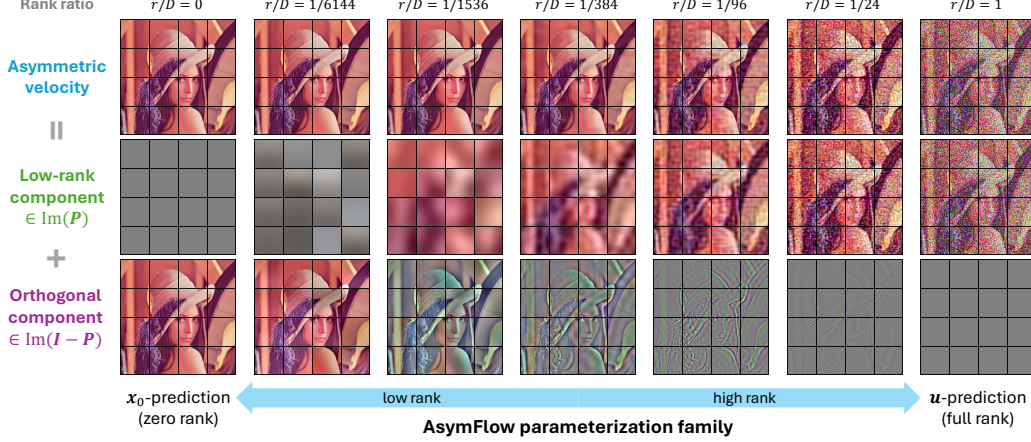 Rank ratio
r/D = 0
r/D = 1/6144
r/D = 1/1536
r/D = 1/384
r/D = 1/96
r/D = 1/24
r/D = 1
Asymmetric
velocity
=
Low-rank
component
∈ Im(P)
+
Orthogonal
component
∈ Im(I − P)
x₀-prediction
(zero rank)
low rank
high rank
u-prediction
(full rank)
AsymFlow parameterization family